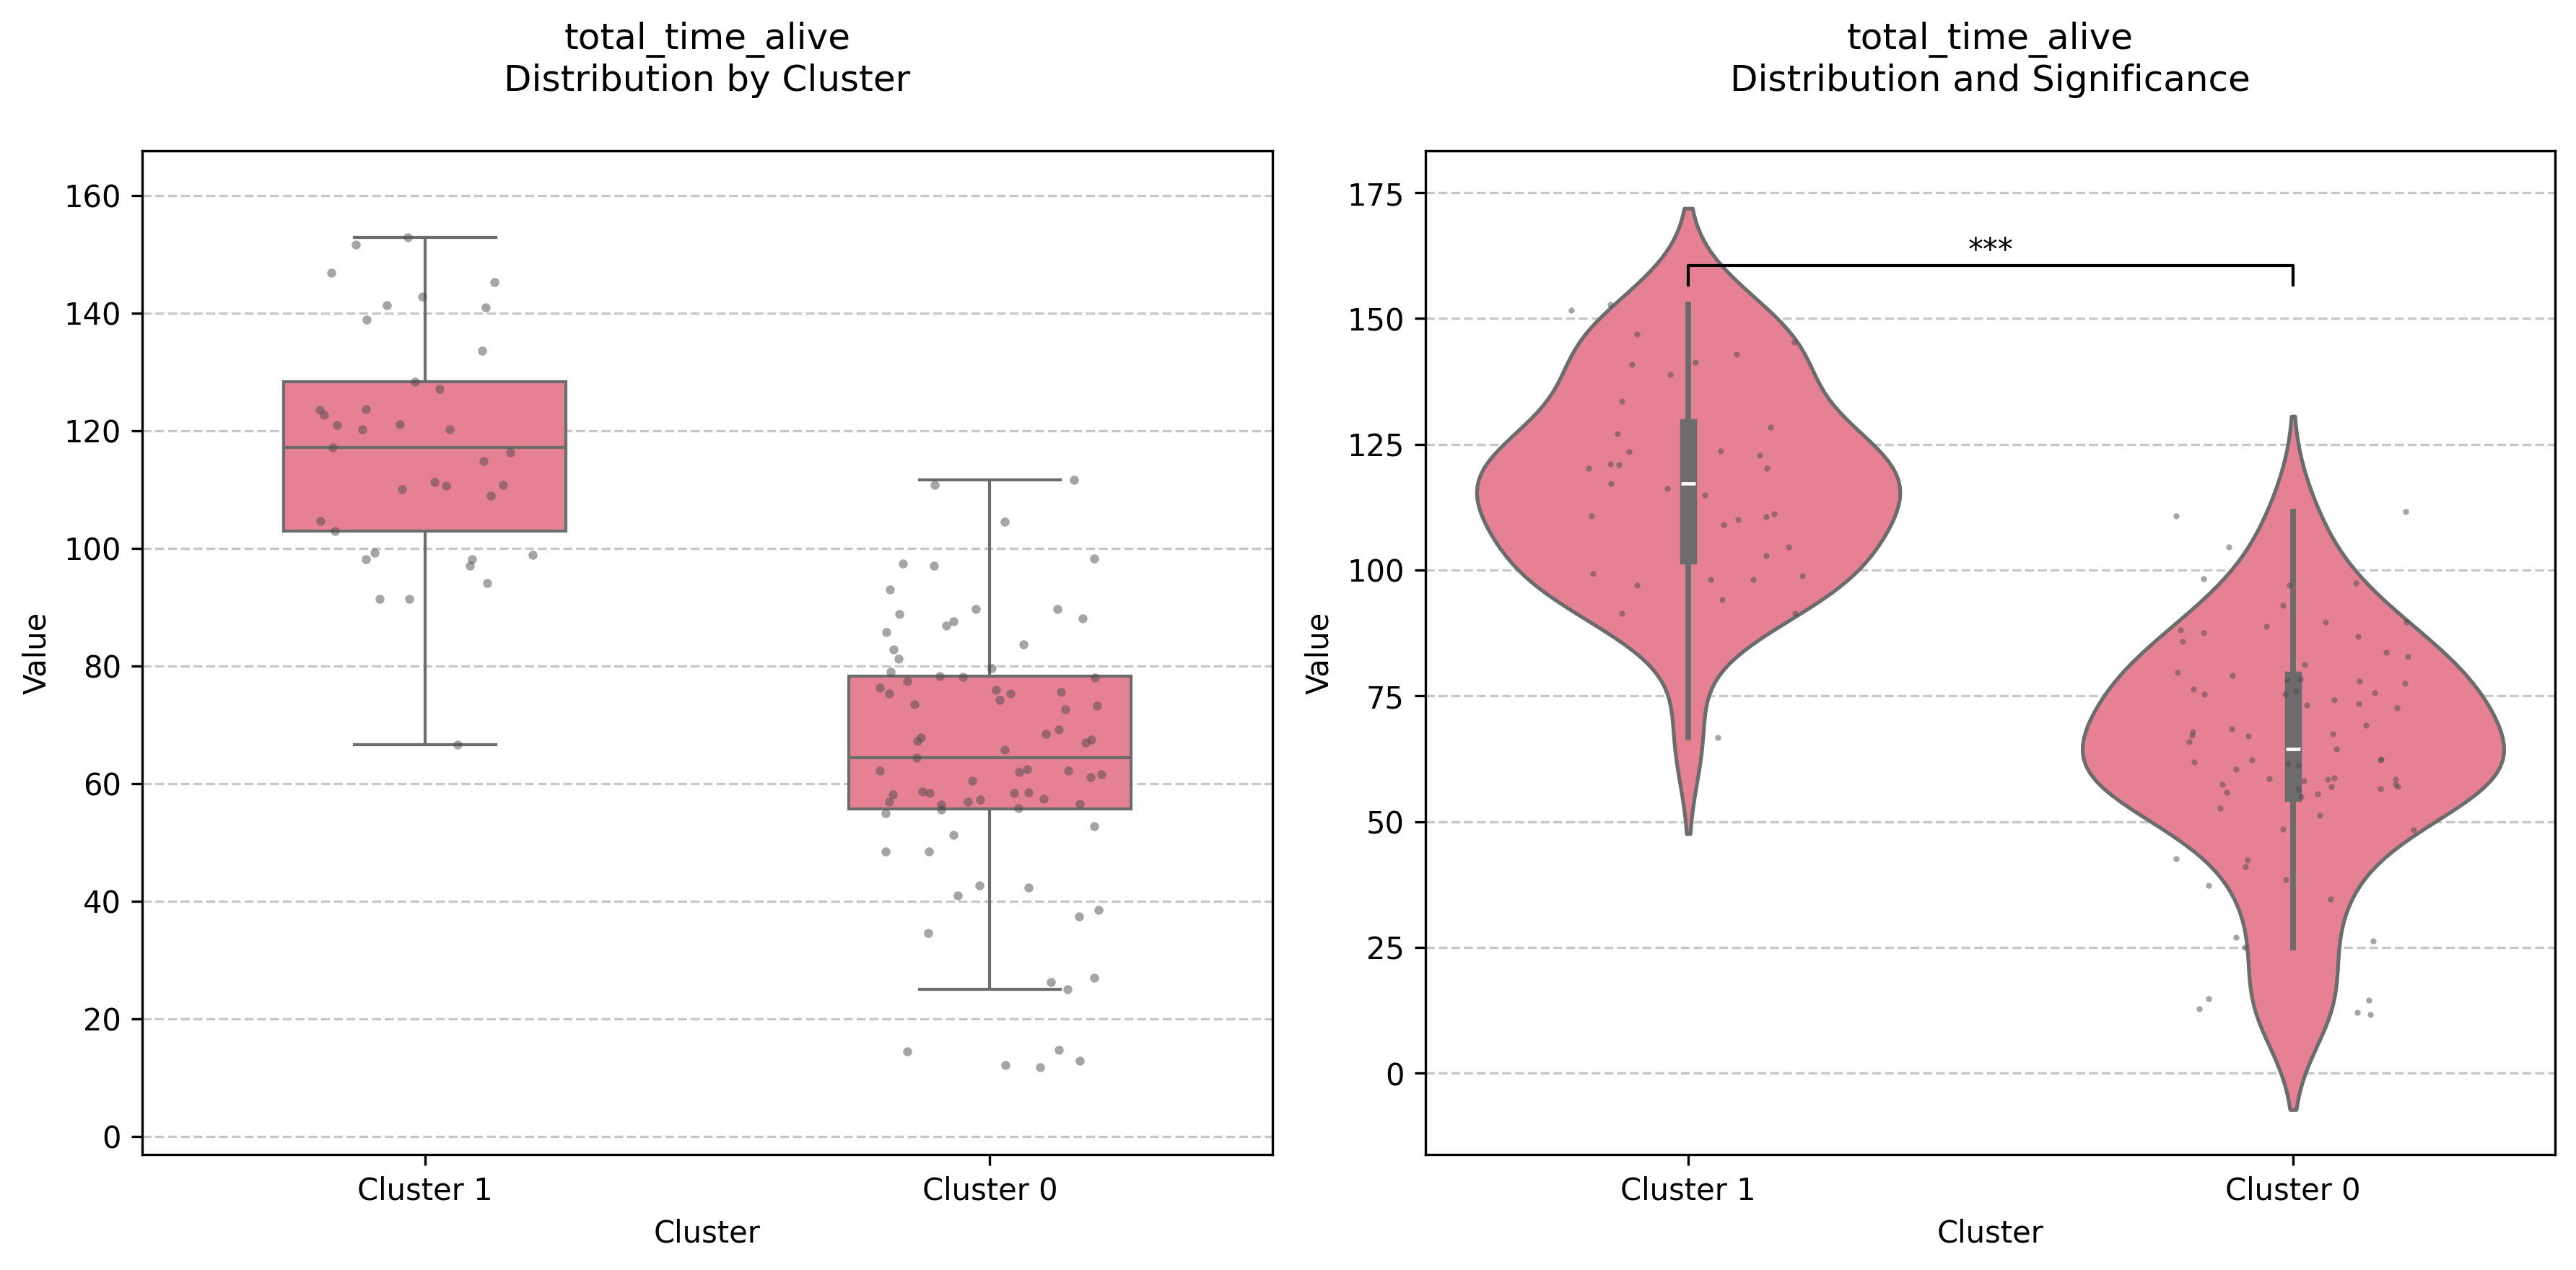 total_time_alive
Distribution by Cluster
160
140
120
100
80
60
40
20
0
Value
Cluster 1
Cluster 0
Cluster
total_time_alive
Distribution and Significance
175
150
125
100
75
50
25
0
Value
***
Cluster 1
Cluster 0
Cluster